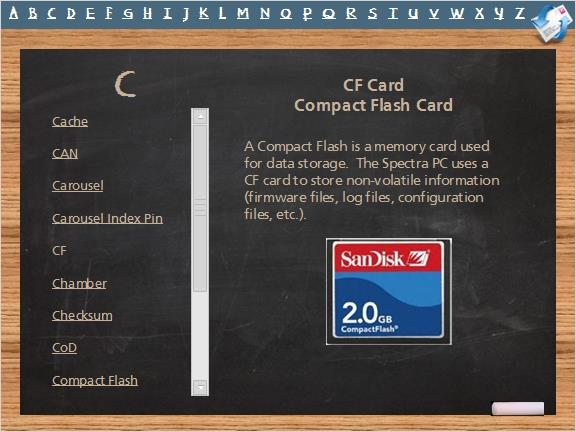 A B C D E F G H I J K L M N O P Q R S T U V W X Y Z
C
Cache
CAN
Carousel
Carousel Index Pin
CF
Chamber
Checksum
CoD
Compact Flash
CF Card
Compact Flash Card
A Compact Flash is a memory card used
for data storage.  The Spectra PC uses a
CF card to store non-volatile information
(firmware files, log files, configuration
files, etc.).
SanDisk
2.0GB
CompactFlash®